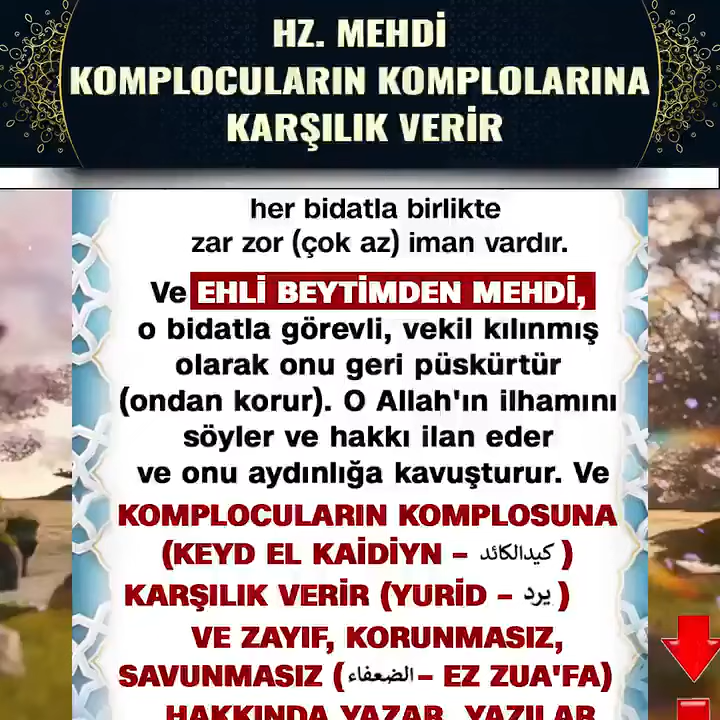 HZ. MEHDİ
KOMPLOCULARIN KOMPLOLARINA
KARŞILIK VERİR
her bidatla birlikte
zar zor (çok az) iman vardır.
Ve EHLİ BEYTİMDEN MEHDİ,
o bidatla görevli, vekil kılınmış
olarak onu geri püskürtür
(ondan korur). O Allah'ın ilhamını
söyler ve hakkı ilan eder
ve onu aydınlığa kavuşturur. Ve
KOMPLOCULARIN KOMPLOSUNA
(KEYD EL KAİDİYN – كيدالكائد )
KARŞILIK VERİR (YURİD – يرد )
VE ZAYIF, KORUNMASIZ,
SAVUNMASIZ (الضعفاء – EZ ZUA'FA)
HAKKINDA YAZAR, YAZILAR